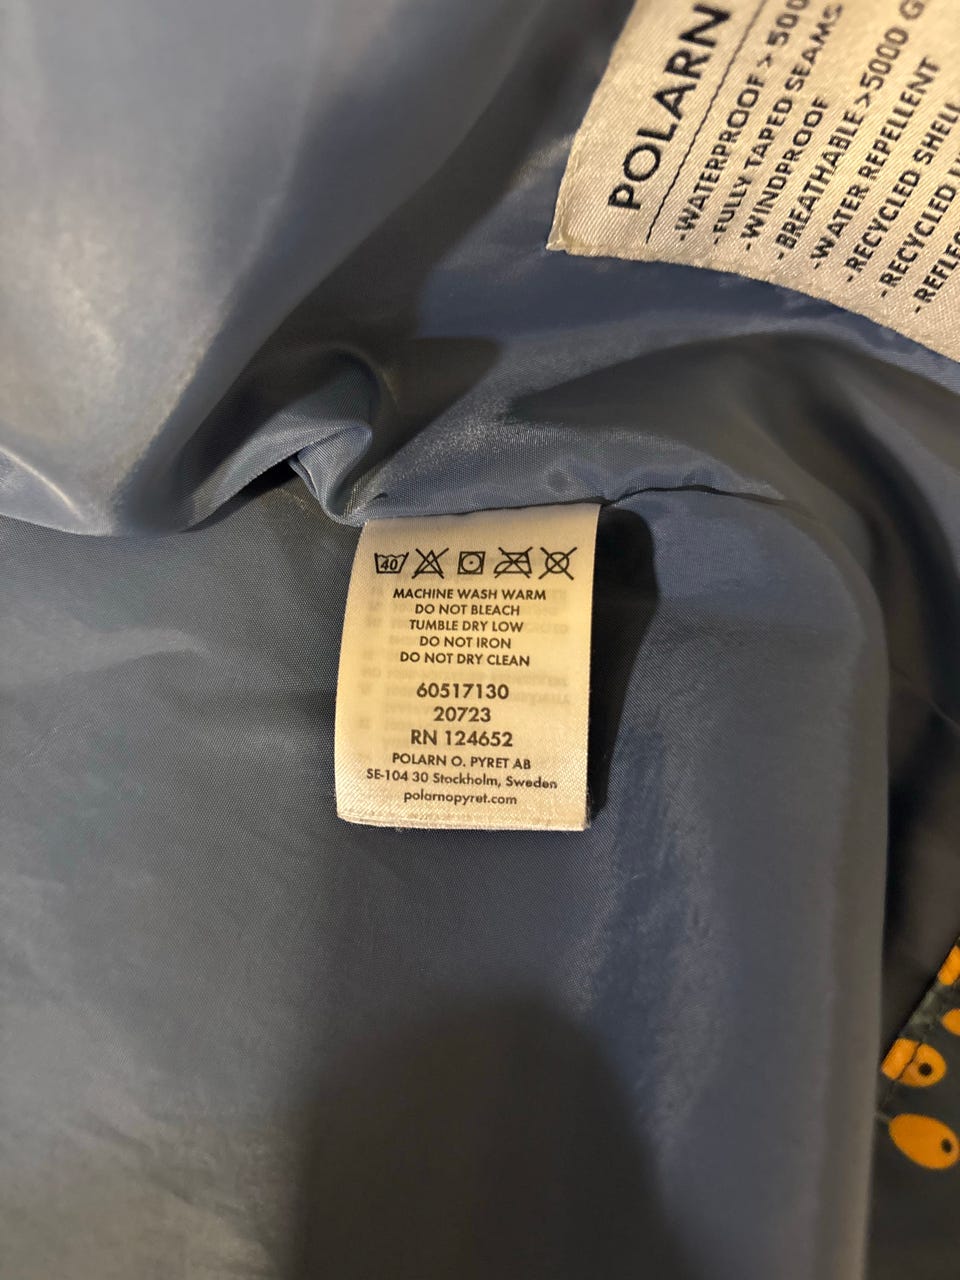 POLARN
-WATERPROOF > 500
-FULLY TAPED SEAMS
-WINDPROOF
-BREATHABLE >5000 G
-WATER REPELLENT
-RECYCLED SHELL
-RECYCLED
40
MACHINE WASH WARM
DO NOT BLEACH
TUMBLE DRY LOW
DO NOT IRON
DO NOT DRY CLEAN
60517130
20723
RN 124652
POLARN O. PYRET AB
SE-104 30 Stockholm, Sweden
polarnopyret.com